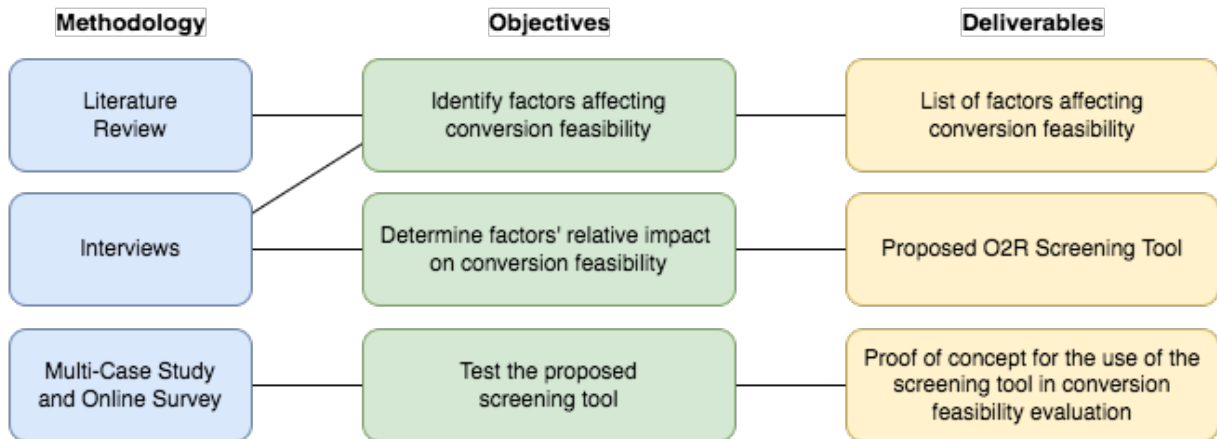 Methodology
Objectives
Deliverables
Literature
Review
Identify factors affecting
conversion feasibility
List of factors affecting
conversion feasibility
Interviews
Determine factors' relative impact
on conversion feasibility
Proposed O2R Screening Tool
Multi-Case Study
and Online Survey
Test the proposed
screening tool
Proof of concept for the use of the
screening tool in conversion
feasibility evaluation